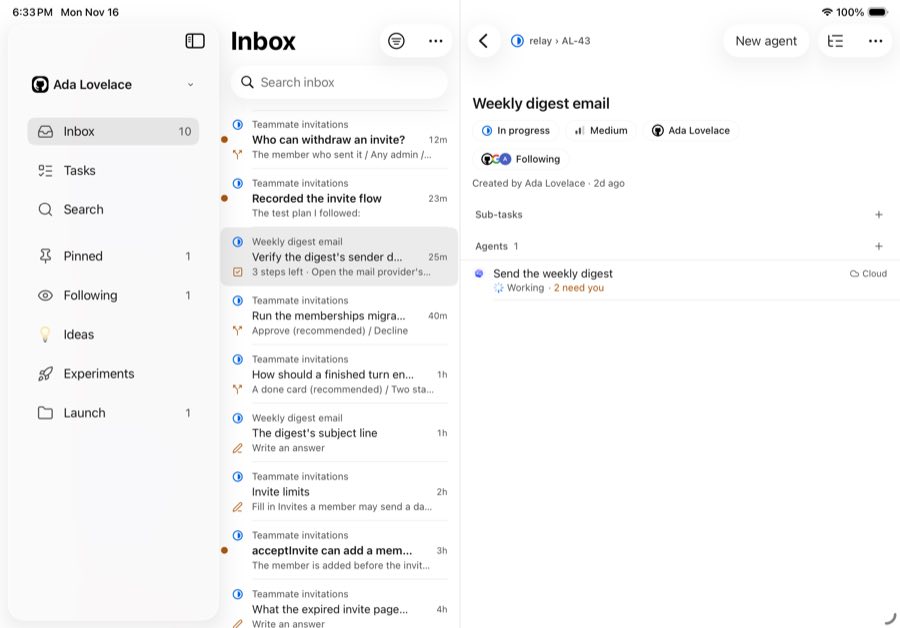 6:33 PM Mon Nov 16
100%
Ada Lovelace
Inbox 10
Tasks
Search
Pinned 1
Following 1
Ideas
Experiments
Launch 1
Inbox
Search inbox
Teammate invitations
Who can withdraw an invite? 12m
The member who sent it / Any admin /...
Teammate invitations
Recorded the invite flow 23m
The test plan I followed:
Weekly digest email
Verify the digest's sender d... 25m
3 steps left · Open the mail provider's...
Teammate invitations
Run the memberships migra... 40m
Approve (recommended) / Decline
Teammate invitations
How should a finished turn en... 1h
A done card (recommended) / Two sta...
Weekly digest email
The digest's subject line 1h
Write an answer
Teammate invitations
Invite limits 2h
Fill in Invites a member may send a da...
Teammate invitations
acceptInvite can add a mem... 3h
The member is added before the invit...
Teammate invitations
What the expired invite page... 4h
Write an answer
relay › AL-43
New agent
Weekly digest email
In progress
Medium
Ada Lovelace
A
Following
Created by Ada Lovelace · 2d ago
Sub-tasks
Agents 1
Send the weekly digest
Cloud
Working · 2 need you